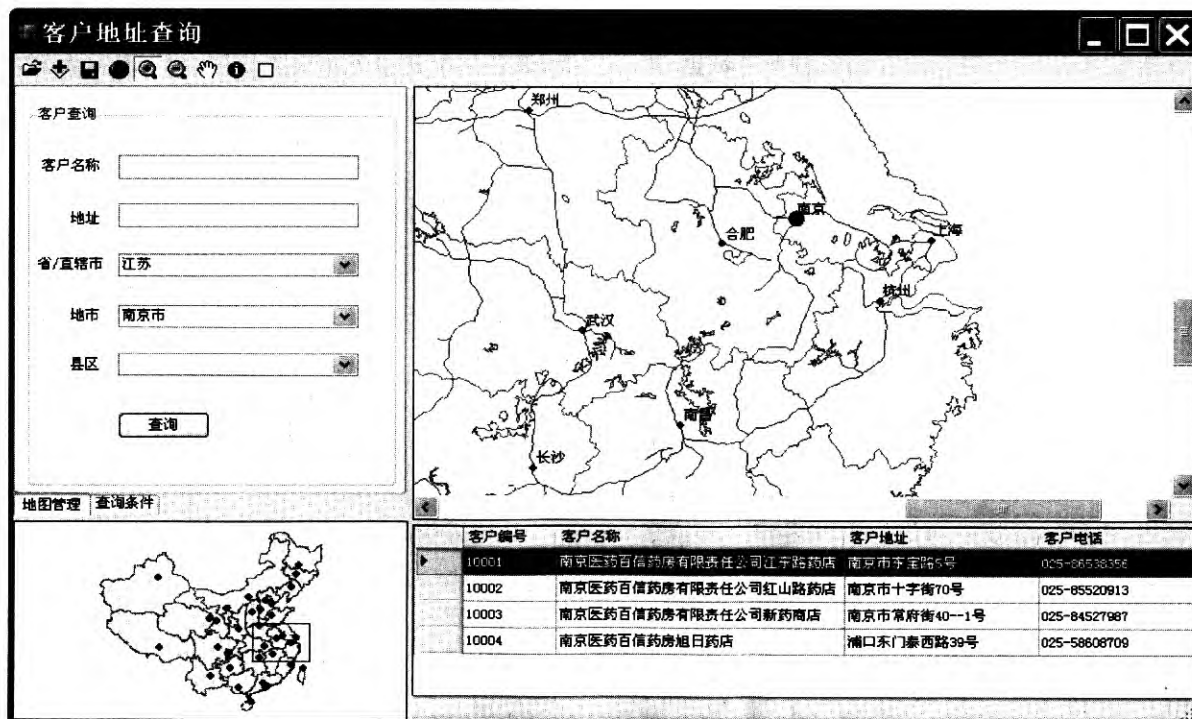 客户地址查询
客户查询
客户名称
地址
省/直辖市 江苏
地市 南京市
县区
查询
地图管理 查询条件
郑州
南京
合肥
上海
杭州
武汉
南昌
长沙
客户编号 客户名称 客户地址 客户电话
10001 南京医药百信药房有限责任公司江东路药店 南京市东宝路5号 025-86538356
10002 南京医药百信药房有限责任公司红山路药店 南京市十字街70号 025-85520913
10003 南京医药百信药房有限责任公司新药商店 南京市常府街40--1号 025-84527987
10004 南京医药百信药房旭日药店 浦口东门泰西路39号 025-58608709